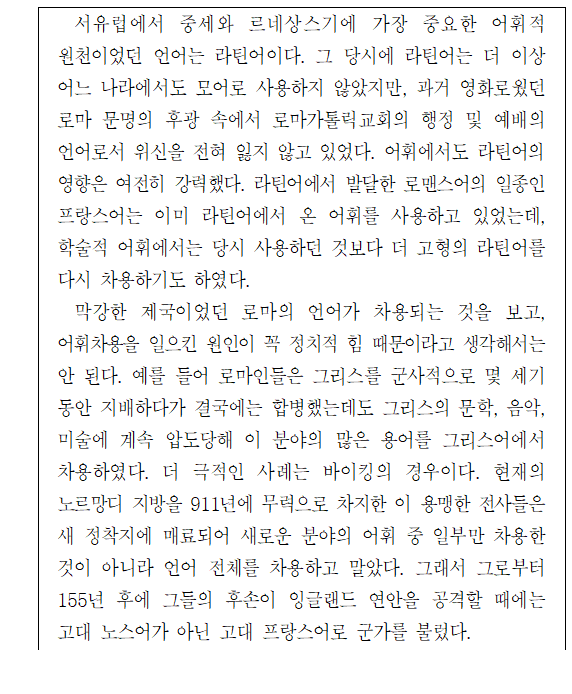 서유럽에서 중세와 르네상스기에 가장 중요한 어휘적
원천이었던 언어는 라틴어이다. 그 당시에 라틴어는 더 이상
어느 나라에서도 모어로 사용하지 않았지만, 과거 영화로웠던
로마 문명의 후광 속에서 로마가톨릭교회의 행정 및 예배의
언어로서 위신을 전혀 잃지 않고 있었다. 어휘에서도 라틴어의
영향은 여전히 강력했다. 라틴어에서 발달한 로맨스어의 일종인
프랑스어는 이미 라틴어에서 온 어휘를 사용하고 있었는데,
학술적 어휘에서는 당시 사용하던 것보다 더 고형의 라틴어를
다시 차용하기도 하였다.
막강한 제국이었던 로마의 언어가 차용되는 것을 보고,
어휘차용을 일으킨 원인이 꼭 정치적 힘 때문이라고 생각해서는
안 된다. 예를 들어 로마인들은 그리스를 군사적으로 몇 세기
동안 지배하다가 결국에는 합병했는데도 그리스의 문학, 음악,
미술에 계속 압도당해 이 분야의 많은 용어를 그리스어에서
차용하였다. 더 극적인 사례는 바이킹의 경우이다. 현재의
노르망디 지방을 911년에 무력으로 차지한 이 용맹한 전사들은
새 정착지에 매료되어 새로운 분야의 어휘 중 일부만 차용한
것이 아니라 언어 전체를 차용하고 말았다. 그래서 그로부터
155년 후에 그들의 후손이 잉글랜드 연안을 공격할 때에는
고대 노스어가 아닌 고대 프랑스어로 군가를 불렀다.